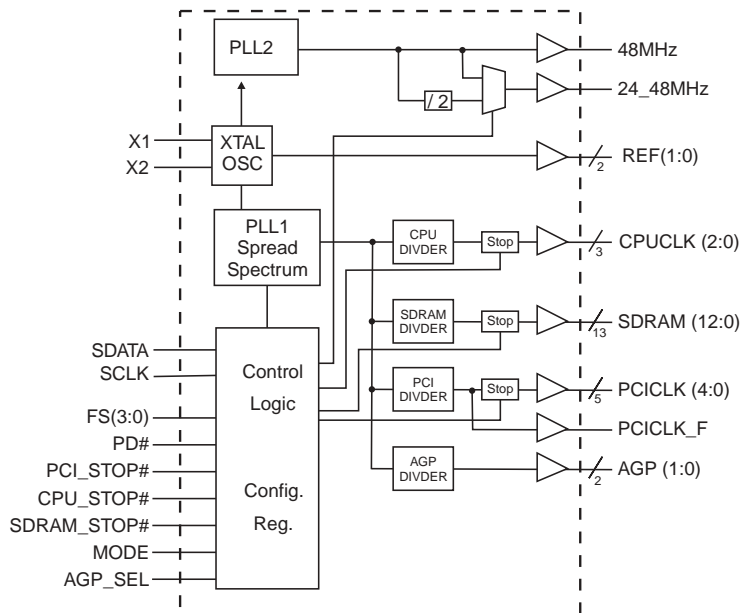 PLL2
48MHz
/ 2
24_48MHz
X1
X2
XTAL
OSC
2
REF(1:0)
PLL1
Spread
Spectrum
CPU
DIVDER
Stop
3
CPUCLK (2:0)
SDRAM
DIVDER
Stop
13
SDRAM (12:0)
PCI
DIVDER
Stop
5
PCICLK (4:0)
PCICLK_F
AGP
DIVDER
2
AGP (1:0)
SDATA
SCLK
FS(3:0)
PD#
PCI_STOP#
CPU_STOP#
SDRAM_STOP#
MODE
AGP_SEL
Control
Logic
Config.
Reg.